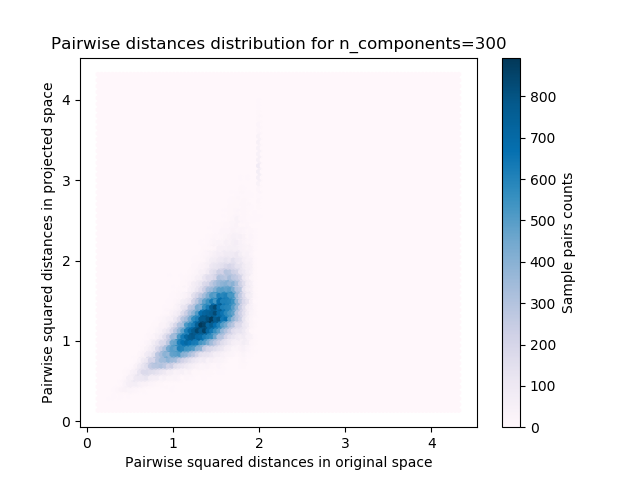 Pairwise distances distribution for n_components=300
Pairwise squared distances in projected space
4
3
2
1
0
0 1 2 3 4
Pairwise squared distances in original space
800
700
600
500
400
300
200
100
0
Sample pairs counts